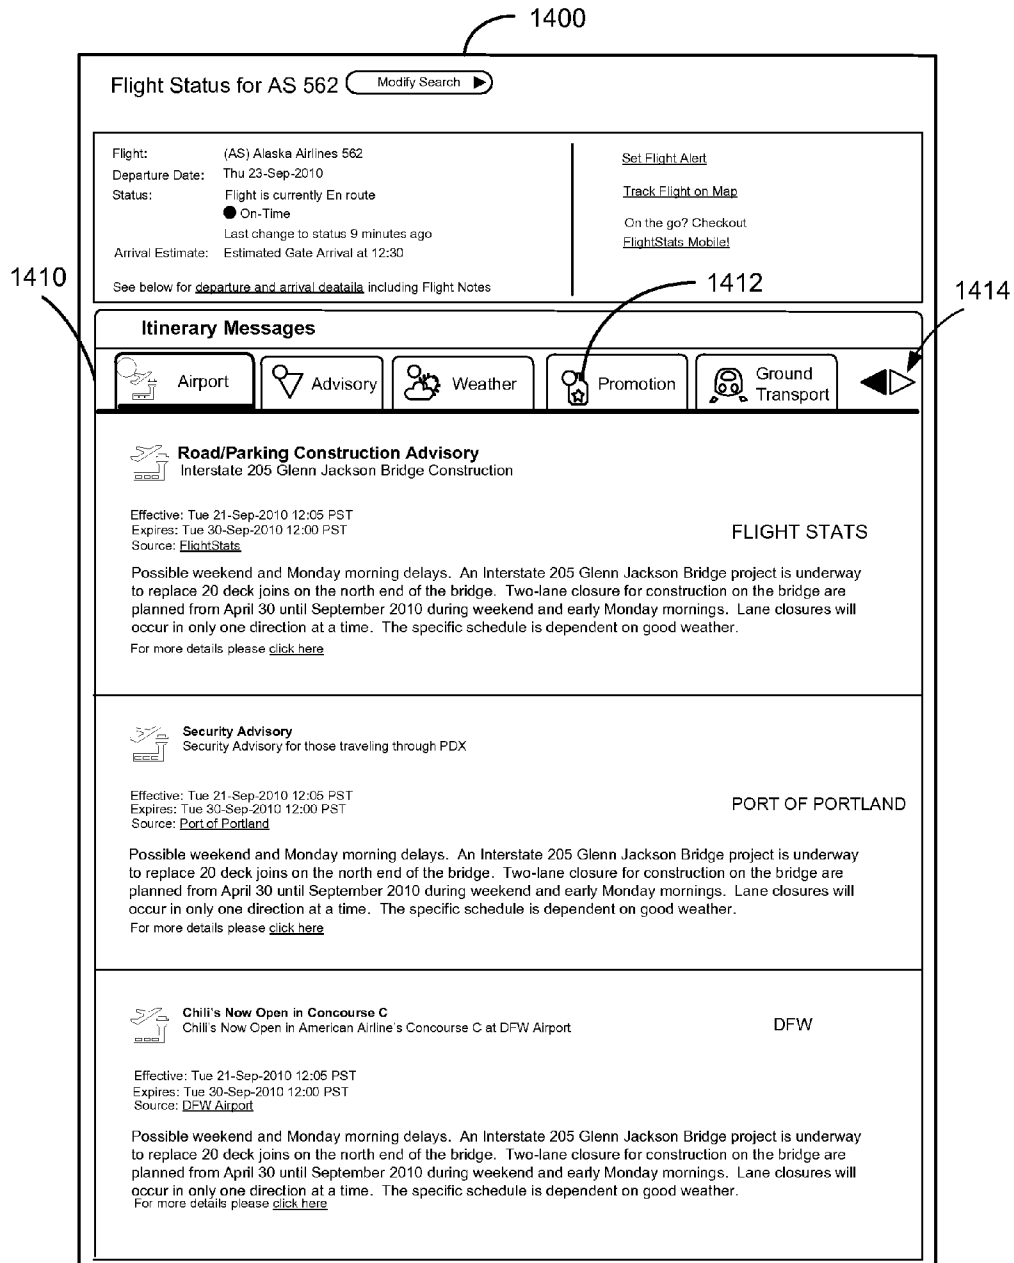 1400
Flight Status for AS 562
Modify Search
Flight: (AS) Alaska Airlines 562
Departure Date: Thu 23-Sep-2010
Status: Flight is currently En route
On-Time
Last change to status 9 minutes ago
Arrival Estimate: Estimated Gate Arrival at 12:30
See below for departure and arrival deataila including Flight Notes
Set Flight Alert
Track Flight on Map
On the go? Checkout
FlightStats Mobile!
1410
1412
1414
Itinerary Messages
Airport
Advisory
Weather
Promotion
Ground
Transport
Road/Parking Construction Advisory
Interstate 205 Glenn Jackson Bridge Construction
Effective: Tue 21-Sep-2010 12:05 PST
Expires: Tue 30-Sep-2010 12:00 PST
Source: FlightStats
FLIGHT STATS
Possible weekend and Monday morning delays. An Interstate 205 Glenn Jackson Bridge project is underway
to replace 20 deck joins on the north end of the bridge. Two-lane closure for construction on the bridge are
planned from April 30 until September 2010 during weekend and early Monday mornings. Lane closures will
occur in only one direction at a time. The specific schedule is dependent on good weather.
For more details please click here
Security Advisory
Security Advisory for those traveling through PDX
Effective: Tue 21-Sep-2010 12:05 PST
Expires: Tue 30-Sep-2010 12:00 PST
Source: Port of Portland
PORT OF PORTLAND
Possible weekend and Monday morning delays. An Interstate 205 Glenn Jackson Bridge project is underway
to replace 20 deck joins on the north end of the bridge. Two-lane closure for construction on the bridge are
planned from April 30 until September 2010 during weekend and early Monday mornings. Lane closures will
occur in only one direction at a time. The specific schedule is dependent on good weather.
For more details please click here
Chili's Now Open in Concourse C
Chili's Now Open in American Airline's Concourse C at DFW Airport
DFW
Effective: Tue 21-Sep-2010 12:05 PST
Expires: Tue 30-Sep-2010 12:00 PST
Source: DFW Airport
Possible weekend and Monday morning delays. An Interstate 205 Glenn Jackson Bridge project is underway
to replace 20 deck joins on the north end of the bridge. Two-lane closure for construction on the bridge are
planned from April 30 until September 2010 during weekend and early Monday mornings. Lane closures will
occur in only one direction at a time. The specific schedule is dependent on good weather.
For more details please click here